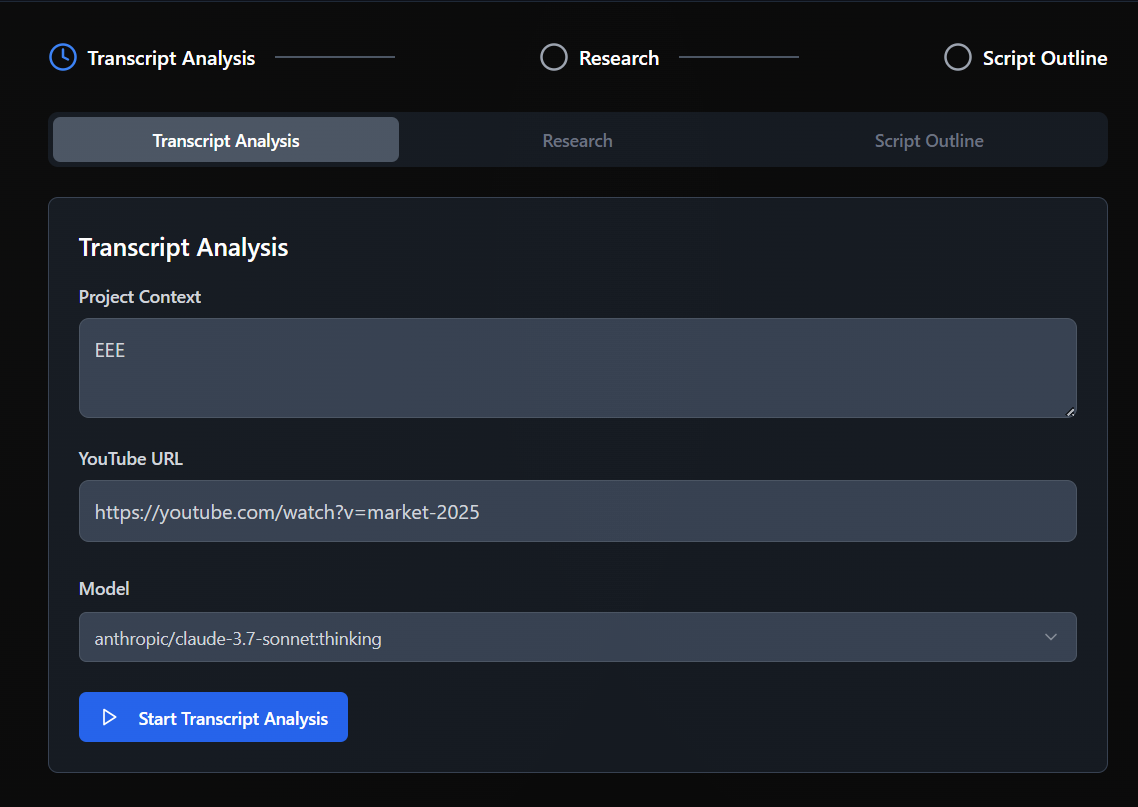 Transcript Analysis
Research
Script Outline
Transcript Analysis
Research
Script Outline
Transcript Analysis
Project Context
EEE
YouTube URL
https://youtube.com/watch?v=market-2025
Model
anthropic/claude-3.7-sonnet:thinking
Start Transcript Analysis